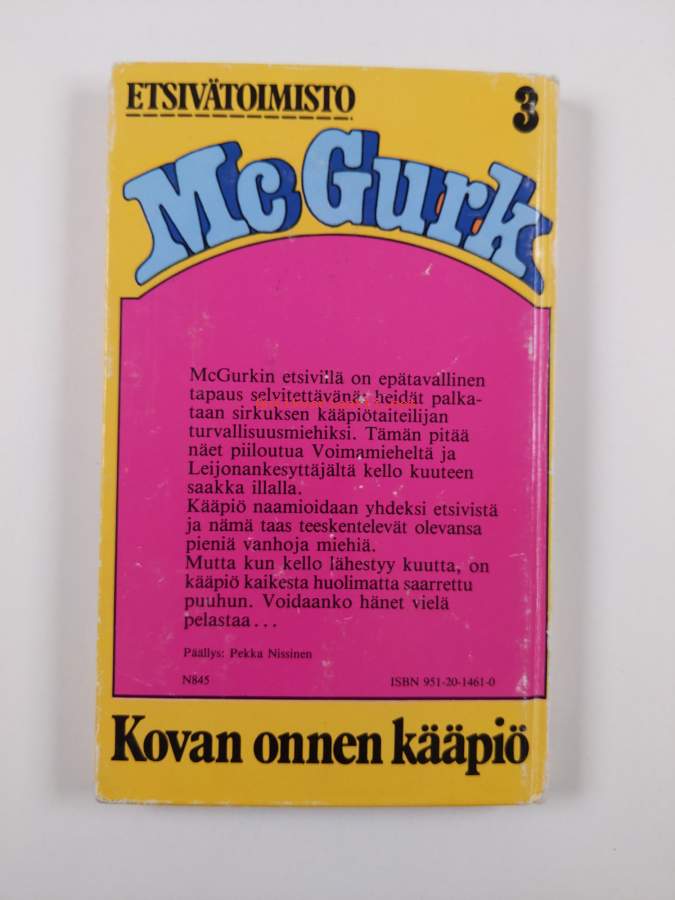 ETSIVÄTOIMISTO
3
McGurk
McGurkin etsivillä on epätavallinen
tapaus selvitettävänä: heidät palka-
taan sirkuksen kääpiötaiteilijan
turvallisuusmiehiksi. Tämän pitää
näet piiloutua Voimamieheltä ja
Leijonankesyttäjältä kello kuuteen
saakka illalla.
Kääpiö naamioidaan yhdeksi etsivistä
ja nämä taas teeskentelevät olevansa
pieniä vanhoja miehiä.
Mutta kun kello lähestyy kuutta, on
kääpiö kaikesta huolimatta saarrettu
puuhun. Voidaanko hänet vielä
pelastaa...
Päällys: Pekka Nissinen
N845
ISBN 951-20-1461-0
Kovan onnen kääpiö